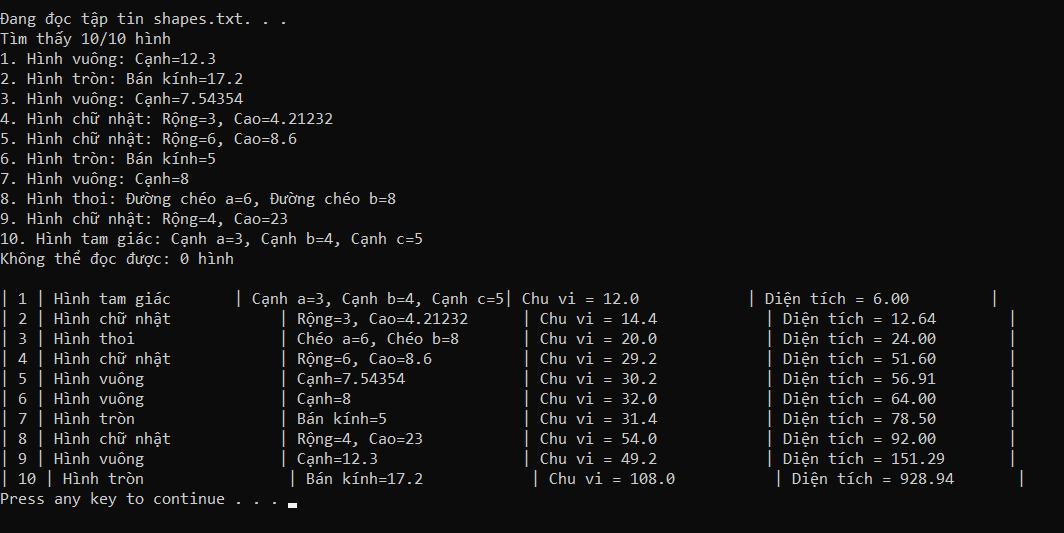 Đang đọc tập tin shapes.txt. . .
Tìm thấy 10/10 hình
1. Hình vuông: Cạnh=12.3
2. Hình tròn: Bán kính=17.2
3. Hình vuông: Cạnh=7.54354
4. Hình chữ nhật: Rộng=3, Cao=4.21232
5. Hình chữ nhật: Rộng=6, Cao=8.6
6. Hình tròn: Bán kính=5
7. Hình vuông: Cạnh=8
8. Hình thoi: Đường chéo a=6, Đường chéo b=8
9. Hình chữ nhật: Rộng=4, Cao=23
10. Hình tam giác: Cạnh a=3, Cạnh b=4, Cạnh c=5
Không thể đọc được: 0 hình

| 1 | Hình tam giác       | Cạnh a=3, Cạnh b=4, Cạnh c=5| Chu vi = 12.0            | Diện tích = 6.00         |
| 2 | Hình chữ nhật            | Rộng=3, Cao=4.21232      | Chu vi = 14.4            | Diện tích = 12.64        |
| 3 | Hình thoi                | Chéo a=6, Chéo b=8       | Chu vi = 20.0            | Diện tích = 24.00        |
| 4 | Hình chữ nhật            | Rộng=6, Cao=8.6          | Chu vi = 29.2            | Diện tích = 51.60        |
| 5 | Hình vuông               | Cạnh=7.54354             | Chu vi = 30.2            | Diện tích = 56.91        |
| 6 | Hình vuông               | Cạnh=8                   | Chu vi = 32.0            | Diện tích = 64.00        |
| 7 | Hình tròn                | Bán kính=5               | Chu vi = 31.4            | Diện tích = 78.50        |
| 8 | Hình chữ nhật            | Rộng=4, Cao=23           | Chu vi = 54.0            | Diện tích = 92.00        |
| 9 | Hình vuông               | Cạnh=12.3                | Chu vi = 49.2            | Diện tích = 151.29       |
| 10 | Hình tròn                | Bán kính=17.2            | Chu vi = 108.0           | Diện tích = 928.94       |
Press any key to continue . . .